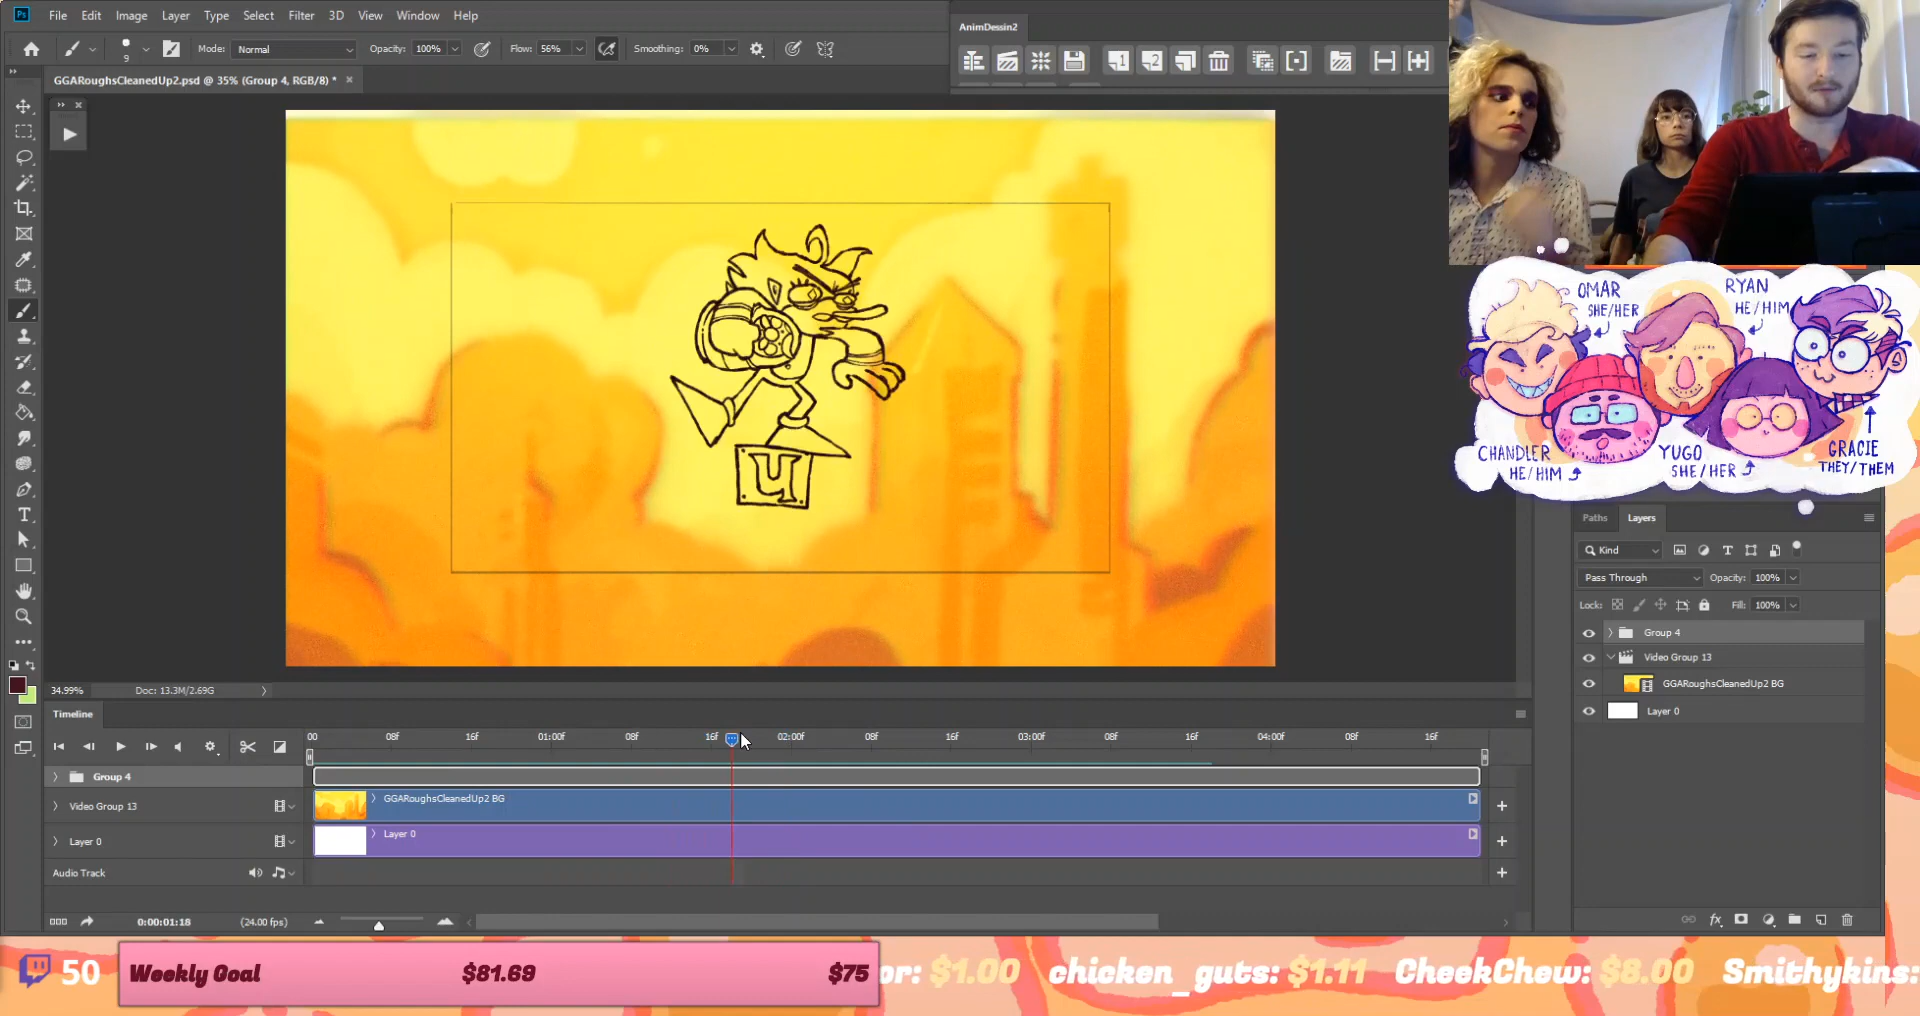 Ps File Edit Image Layer Type Select Filter 3D View Window Help
AnimDessin2
9 Mode: Normal Opacity: 100% Flow: 56% Smoothing: 0%
GGARoughsCleanedUp2.psd @ 35% (Group 4, RGB/8) *
Ч
34.99% Doc: 13.3M/2.69G
Timeline
00 08f 16f 01:00f 08f 16f 02:00f 08f 16f 03:00f 08f 16f 04:00f 08f 16f
Group 4
Video Group 13 GGARoughsCleanedUp2 BG
Layer 0 Layer 0
Audio Track
0:00:01:18 (24.00 fps)
OMAR
SHE/HER
RYAN
HE/HIM
CHANDLER
HE/HIM
YUGO
SHE/HER
GRACIE
THEY/THEM
Paths Layers
Kind
Pass Through Opacity: 100%
Lock: Fill: 100%
Group 4
Video Group 13
GGARoughsCleanedUp2 BG
Layer 0
50 Weekly Goal $81.69 $75 or: $1.00 chicken_guts: $1.11 CheekChew: $8.00 Smithykins: